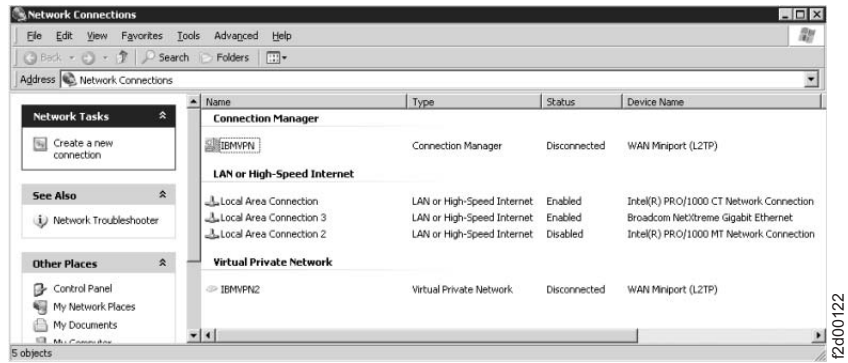 Network Connections
File Edit View Favorites Tools Advanced Help
Back Search Folders
Address Network Connections
Network Tasks
Create a new connection
See Also
Network Troubleshooter
Other Places
Control Panel
My Network Places
My Documents
My Computer
Name Type Status Device Name
Connection Manager
IBMVPN Connection Manager Disconnected WAN Miniport (L2TP)
LAN or High-Speed Internet
Local Area Connection LAN or High-Speed Internet Enabled Intel(R) PRO/1000 CT Network Connection
Local Area Connection 3 LAN or High-Speed Internet Enabled Broadcom NetXtreme Gigabit Ethernet
Local Area Connection 2 LAN or High-Speed Internet Disabled Intel(R) PRO/1000 MT Network Connection
Virtual Private Network
IBMVPN2 Virtual Private Network Disconnected WAN Miniport (L2TP)
5 objects
f2d00122